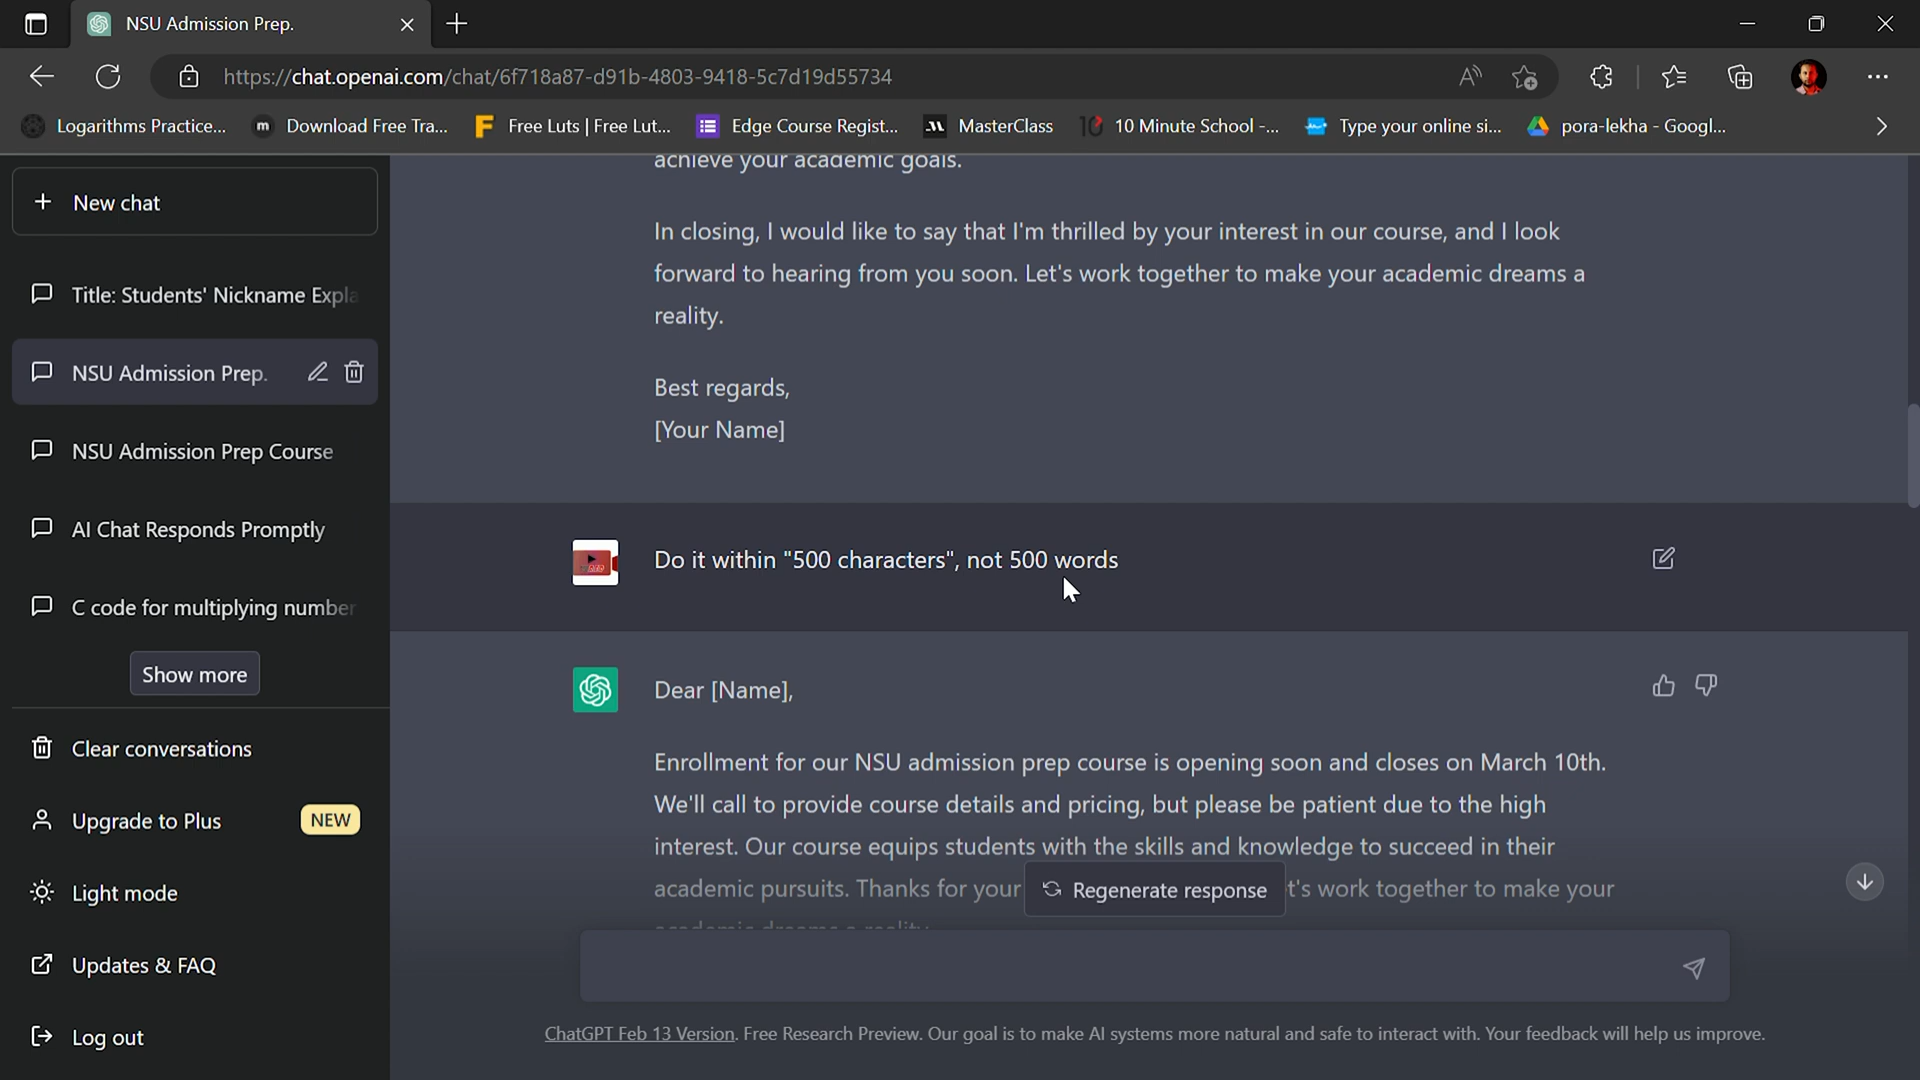 NSU Admission Prep.
https://chat.openai.com/chat/6f718a87-d91b-4803-9418-5c7d19d55734
Logarithms Practice...
m Download Free Tra...
Free Luts | Free Lut...
Edge Course Regist...
MasterClass
10 Minute School -...
Type your online si...
pora-lekha - Googl...
New chat
Title: Students' Nickname Expla
NSU Admission Prep.
NSU Admission Prep Course
AI Chat Responds Promptly
C code for multiplying number
Show more
Clear conversations
Upgrade to Plus NEW
Light mode
Updates & FAQ
Log out
achieve your academic goals.
In closing, I would like to say that I'm thrilled by your interest in our course, and I look
forward to hearing from you soon. Let's work together to make your academic dreams a
reality.
Best regards,
[Your Name]
Do it within "500 characters", not 500 words
Dear [Name],
Enrollment for our NSU admission prep course is opening soon and closes on March 10th.
We'll call to provide course details and pricing, but please be patient due to the high
interest. Our course equips students with the skills and knowledge to succeed in their
academic pursuits. Thanks for your t's work together to make your
academic dreams a reality.
Regenerate response
ChatGPT Feb 13 Version. Free Research Preview. Our goal is to make AI systems more natural and safe to interact with. Your feedback will help us improve.